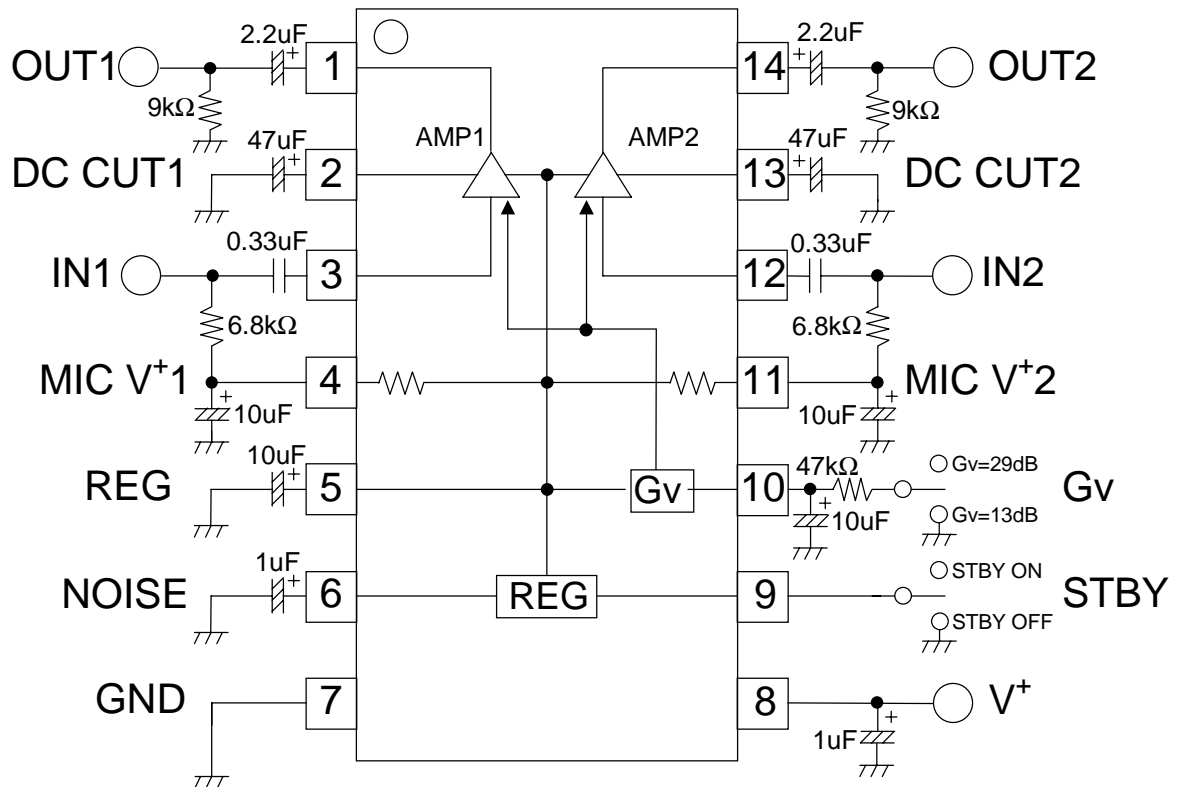 2.2uF + 1 14 + 2.2uF
OUT1 OUT2
9kΩ 9kΩ
47uF + AMP1 AMP2 + 47uF
DC CUT1 2 13 DC CUT2
0.33uF 0.33uF
IN1 3 12 IN2
6.8kΩ 6.8kΩ
MIC V+1 4 11 MIC V+2
+ 10uF 10uF +
10uF + 47kΩ Gv=29dB
REG 5 Gv 10 Gv
+ 10uF Gv=13dB
1uF + STBY ON
NOISE 6 REG 9 STBY
STBY OFF
GND 7 8 V+
1uF +